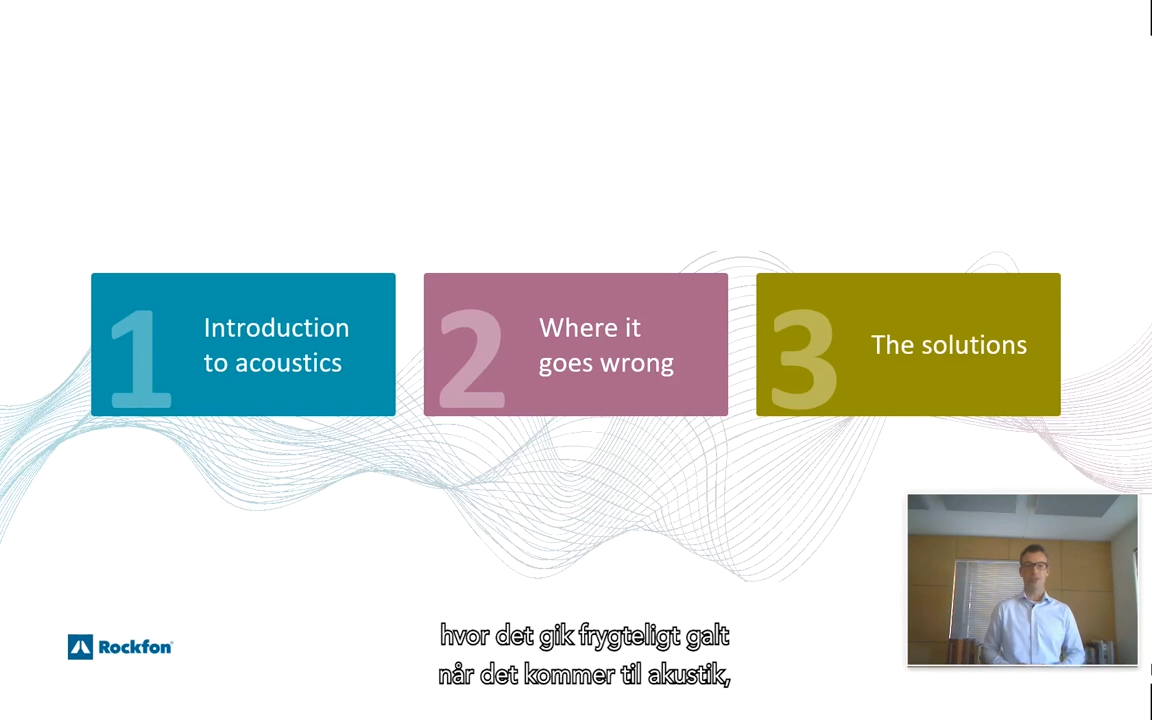 1
Introduction
to acoustics
2
Where it
goes wrong
3
The solutions
Rockfon®
hvor det gik frygteligt galt
når det kommer til akustik,